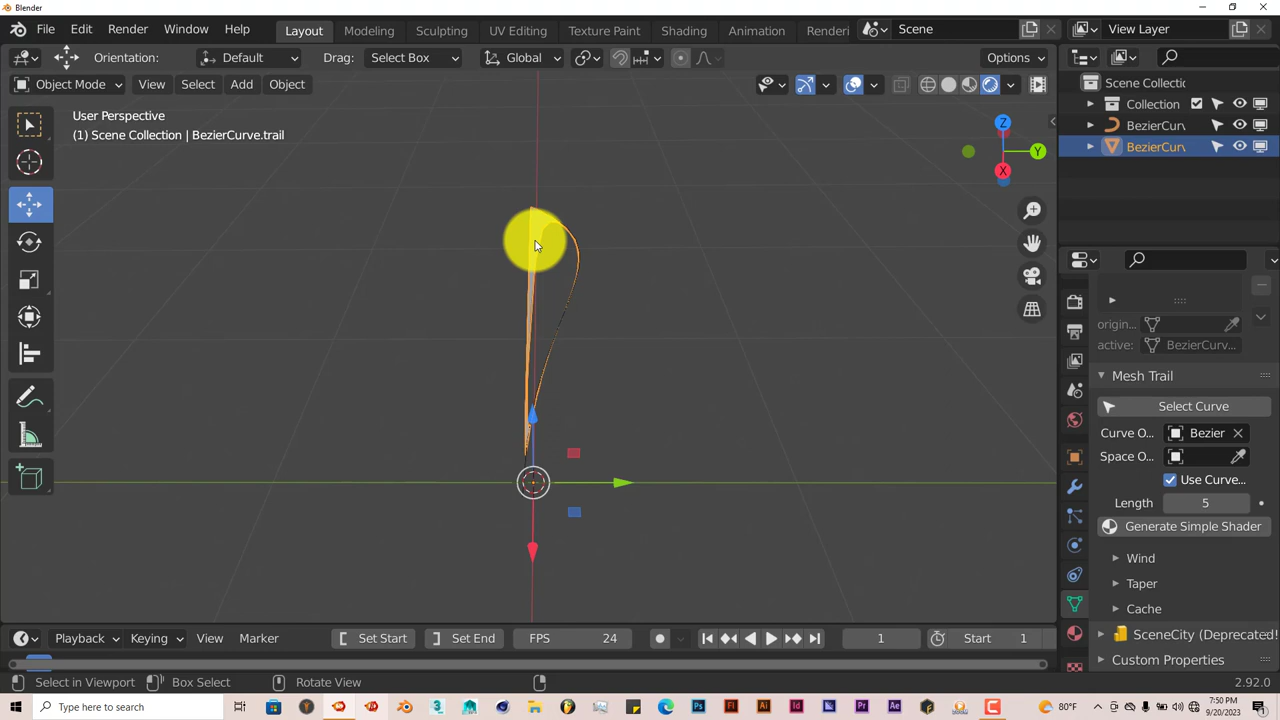 Blender
File Edit Render Window Help Layout Modeling Sculpting UV Editing Texture Paint Shading Animation Renderi Scene View Layer
Orientation: Default Drag: Select Box Global Options
Object Mode View Select Add Object
User Perspective
(1) Scene Collection | BezierCurve.trail
Z
Y
X
Scene Collectic
Collection
BezierCurv
BezierCurv
origin...
active: BezierCurv...
Mesh Trail
Select Curve
Curve O... Bezier
Space O...
Use Curve...
Length 5
Generate Simple Shader
Wind
Taper
Cache
SceneCity (Deprecated!
Custom Properties
Playback Keying View Marker Set Start Set End FPS 24 1 Start 1
Select in Viewport Box Select Rotate View 2.92.0
Type here to search
80°F
7:50 PM
9/20/2023